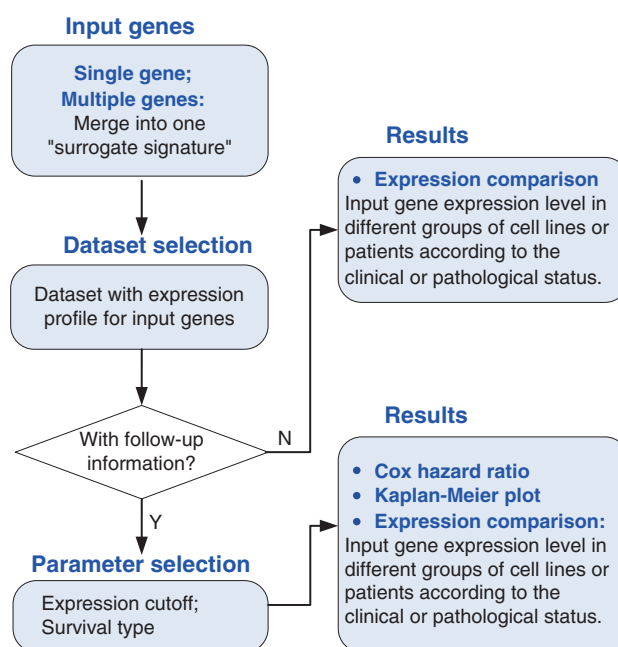 Input genes
Single gene;
Multiple genes:
Merge into one
"surrogate signature"
Dataset selection
Dataset with expression
profile for input genes
With follow-up
information?
N
Y
Parameter selection
Expression cutoff;
Survival type
Results
• Expression comparison
Input gene expression level in
different groups of cell lines or
patients according to the
clinical or pathological status.
Results
• Cox hazard ratio
• Kaplan-Meier plot
• Expression comparison:
Input gene expression level in
different groups of cell lines or
patients according to the
clinical or pathological status.